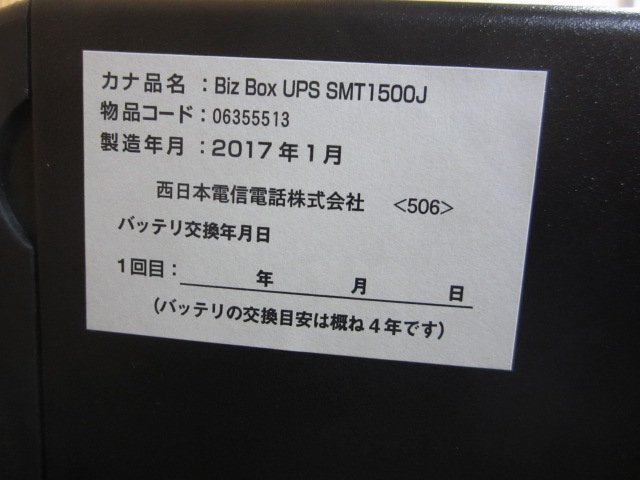 カナ品名 : Biz Box UPS SMT1500J
物品コード : 06355513
製造年月 : 2017年1月
西日本電信電話株式会社 <506>
バッテリ交換年月日
1回目: 年 月 日
(バッテリの交換目安は概ね4年です)